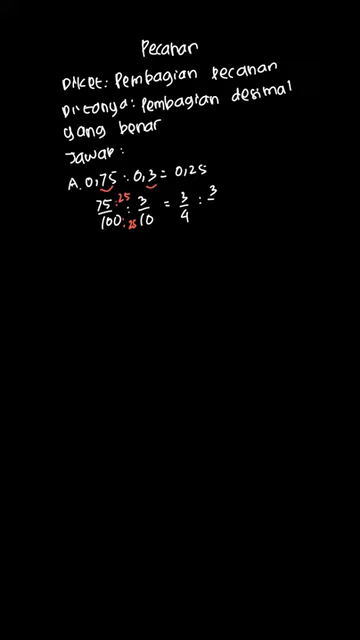 Pecahan
Diket: Pembagian Pecahan
Ditanya: Pembagian desimal
yang benar
Jawab:
A. 0,75 : 0,3 = 0,25
75/100 :25/:25 : 3/10 = 3/4 : 3